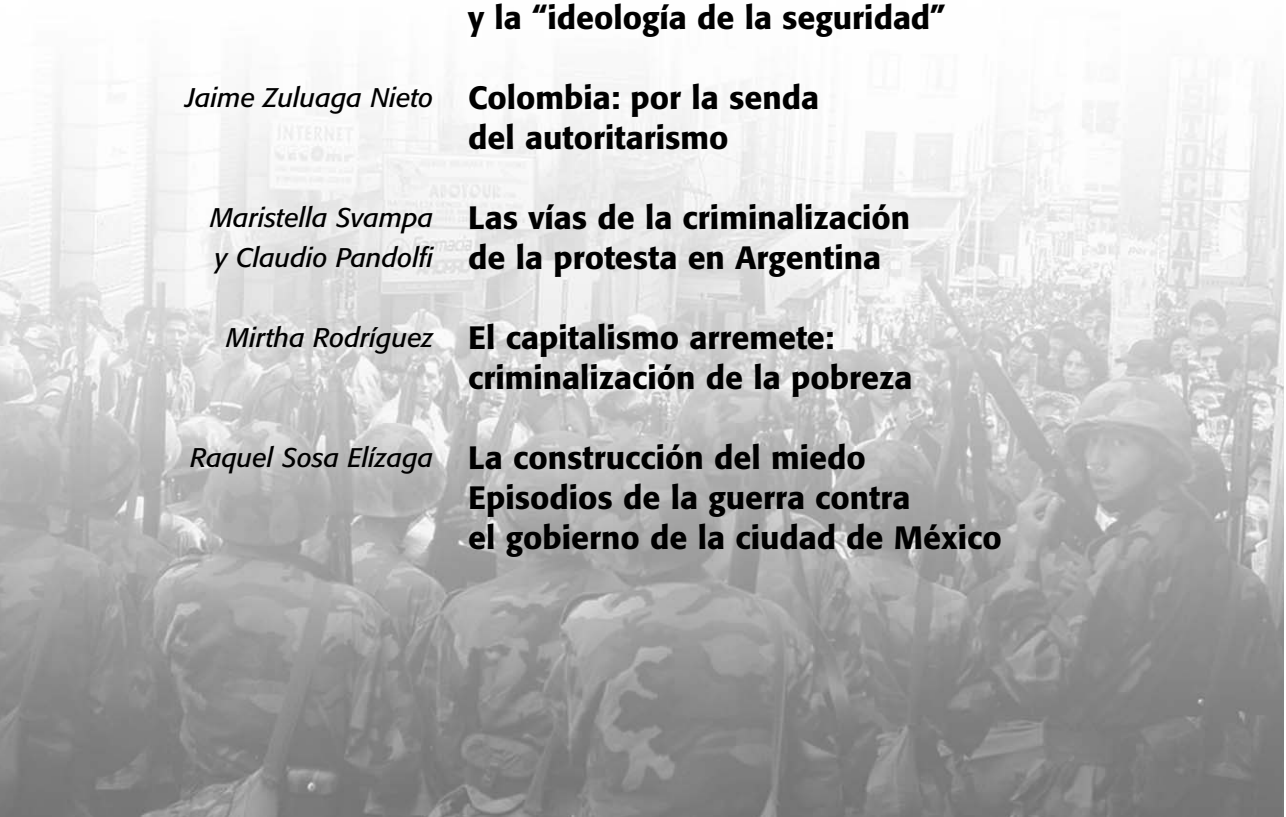 y la “ideología de la seguridad”
Jaime Zuluaga Nieto
Colombia: por la senda
del autoritarismo
Maristella Svampa
y Claudio Pandolfi
Las vías de la criminalización
de la protesta en Argentina
Mirtha Rodríguez
El capitalismo arremete:
criminalización de la pobreza
Raquel Sosa Elízaga
La construcción del miedo
Episodios de la guerra contra
el gobierno de la ciudad de México
INTERNET
Farmacia